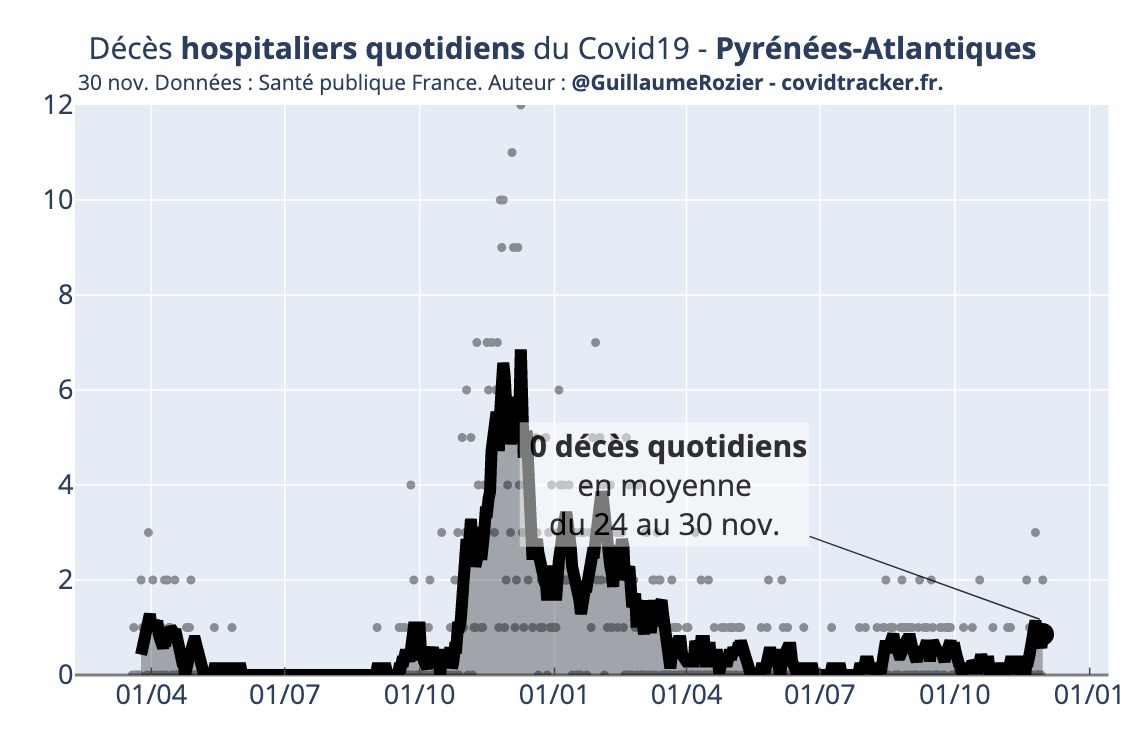 Décès hospitaliers quotidiens du Covid19 - Pyrénées-Atlantiques
30 nov. Données : Santé publique France. Auteur : @GuillaumeRozier - covidtracker.fr.
12
10
8
6
4
2
0
0 décès quotidiens
en moyenne
du 24 au 30 nov.
01/04 01/07 01/10 01/01 01/04 01/07 01/10 01/01